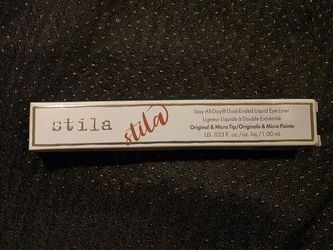 stila
stila
Stay All Day® Dual-Ended Liquid Eye Liner
Ligneur Liquide à Double Extrémité
Original & Micro Tip/Originale & Micro Pointe
US .033 fl. oz./oz. liq./1.00 mL